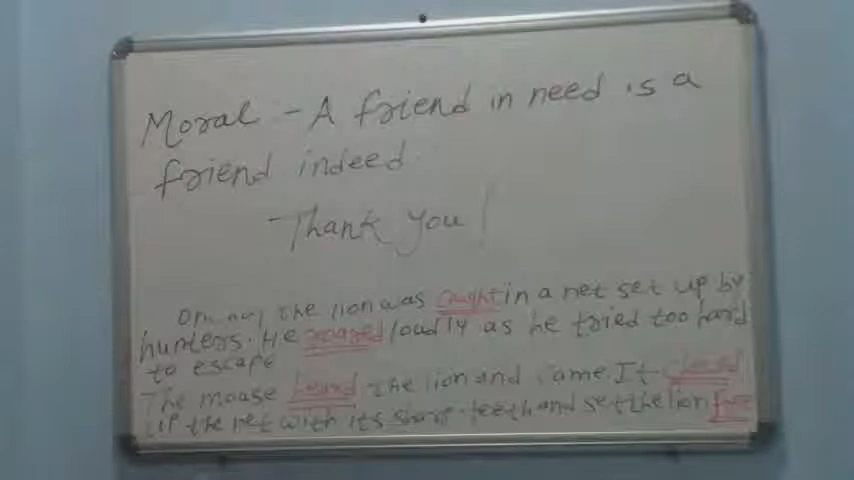 Moral - A friend in need is a
friend indeed.
Thank you!
the lion was caught in a net set up by
hunters. He roared loudly as he tried too hard
to escape
The mouse heard the lion and came. It
up the net with its sharp teeth and set the lion free